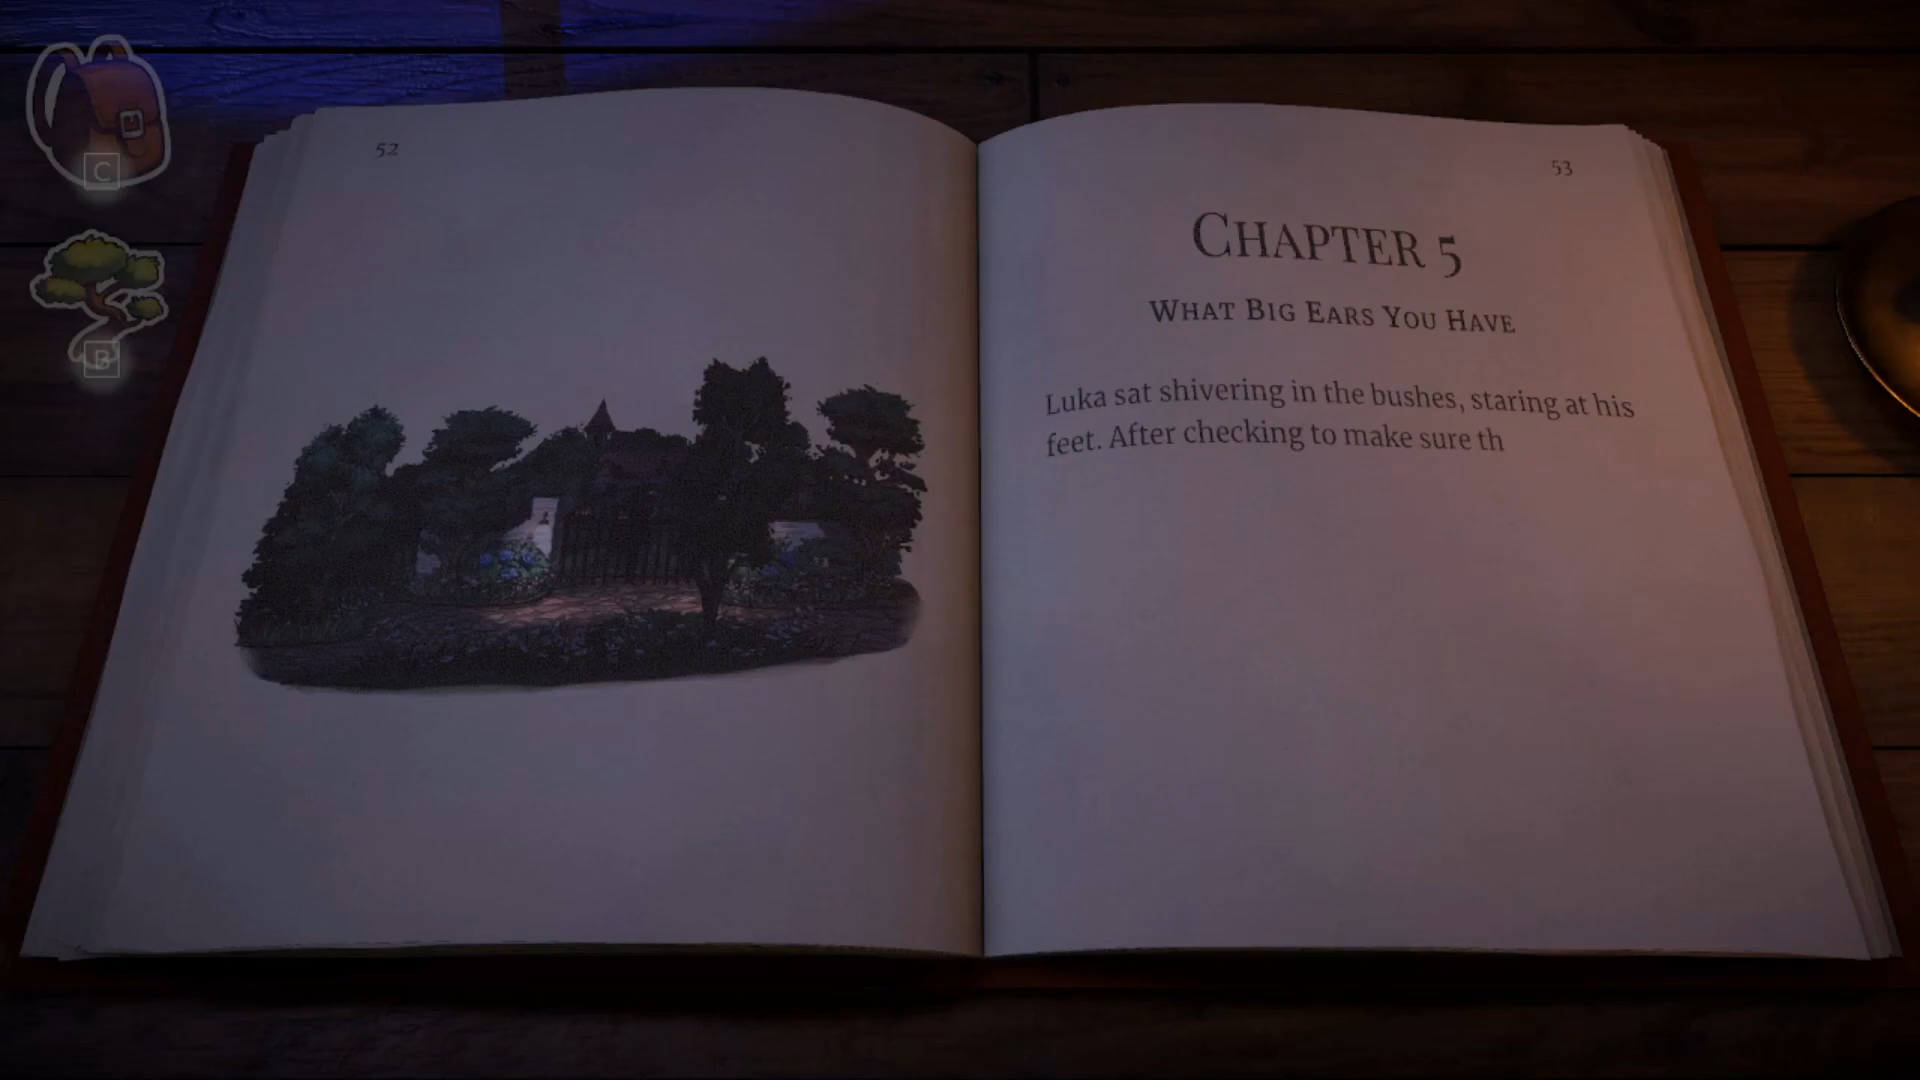 C
B
52
53
CHAPTER 5
WHAT BIG EARS YOU HAVE
Luka sat shivering in the bushes, staring at his
feet. After checking to make sure th